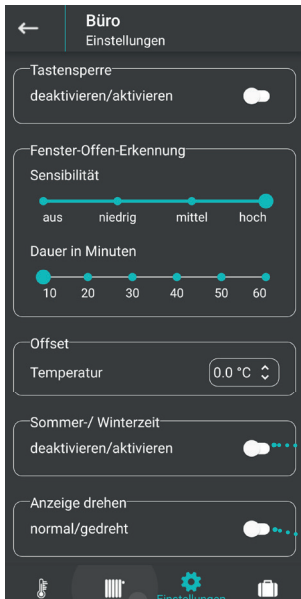 Büro
Einstellungen
Tastensperre
deaktivieren/aktivieren
Fenster-Offen-Erkennung
Sensibilität
aus niedrig mittel hoch
Dauer in Minuten
10 20 30 40 50 60
Offset
Temperatur 0.0 °C
Sommer-/ Winterzeit
deaktivieren/aktivieren
Anzeige drehen
normal/gedreht
Einstellungen